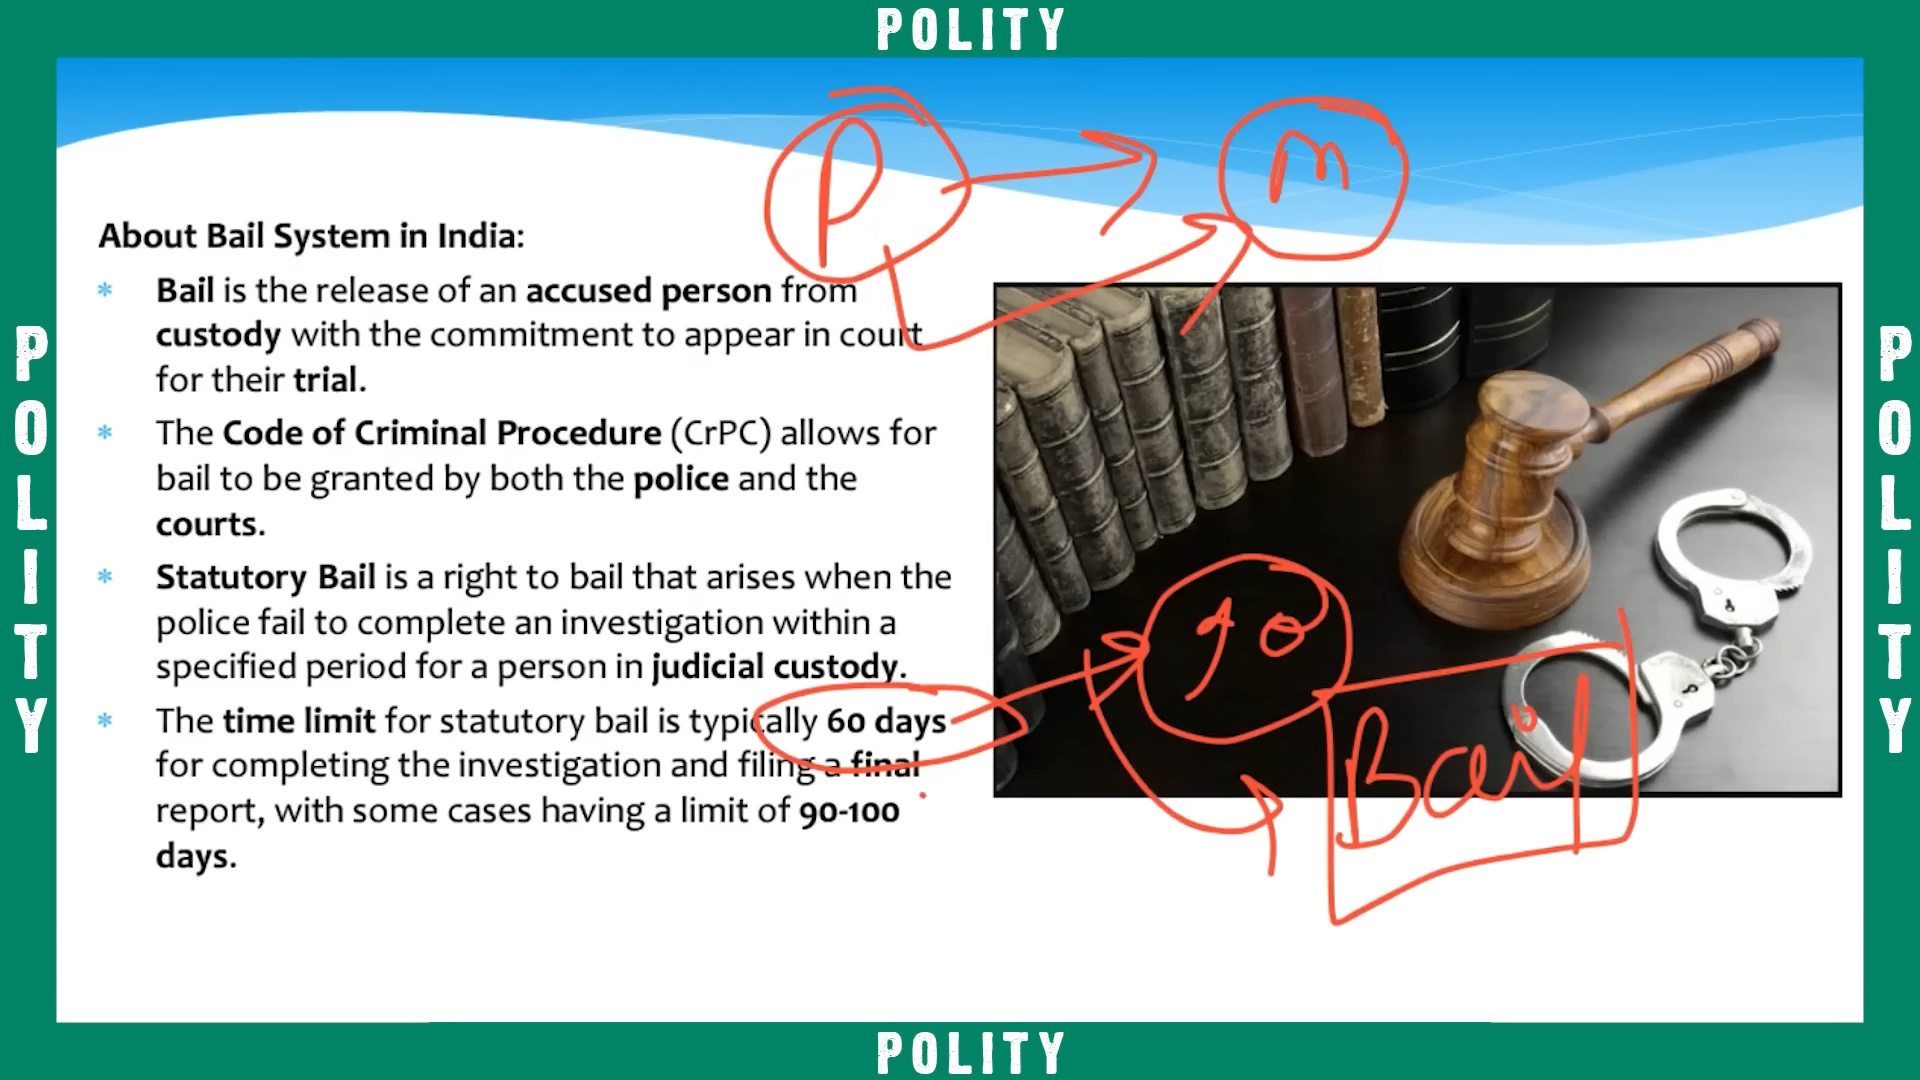 POLITY
P
O
L
I
T
Y
P
O
L
I
T
Y
P
M
About Bail System in India:
* Bail is the release of an accused person from
custody with the commitment to appear in court
for their trial.
* The Code of Criminal Procedure (CrPC) allows for
bail to be granted by both the police and the
courts.
* Statutory Bail is a right to bail that arises when the
police fail to complete an investigation within a
specified period for a person in judicial custody.
* The time limit for statutory bail is typically 60 days
for completing the investigation and filing a final
report, with some cases having a limit of 90-100
days.
90
Bail
POLITY